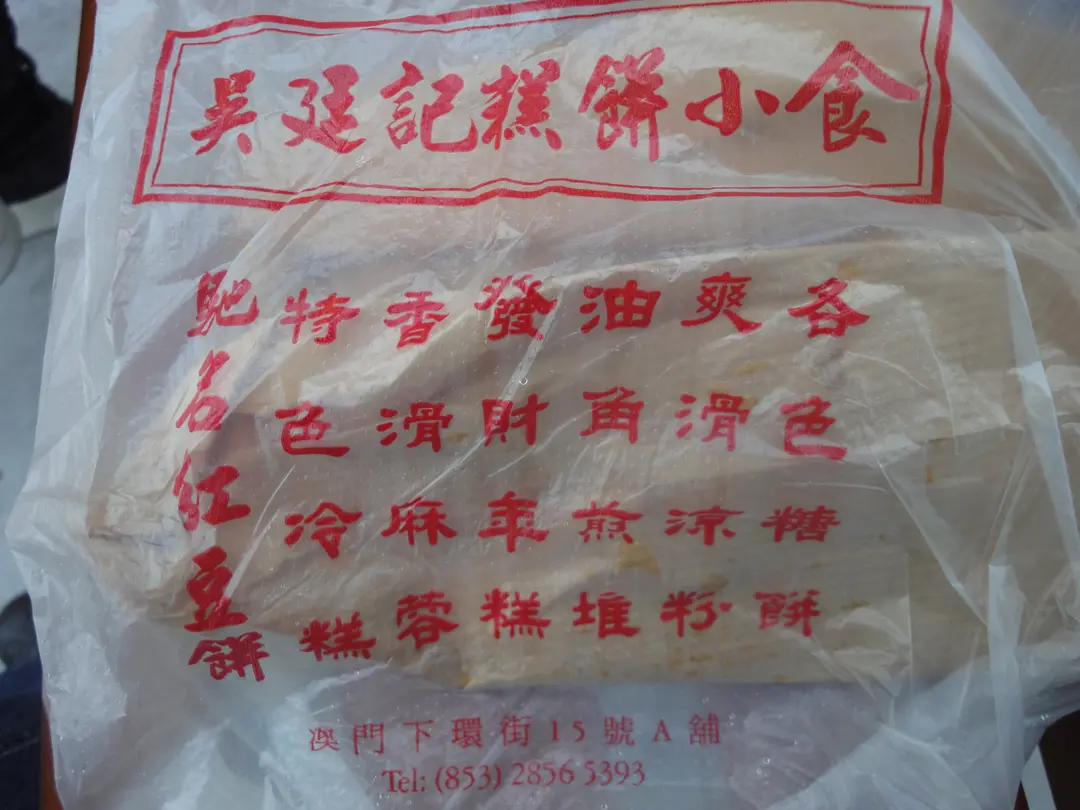 吳廷記糕餅小食
各色糖餅
爽滑涼粉
油角煎堆
發財年糕
香滑麻蓉
特色冷糕
馳名紅豆餅
澳門下環街15號A舖
Tel: (853) 2856 5393